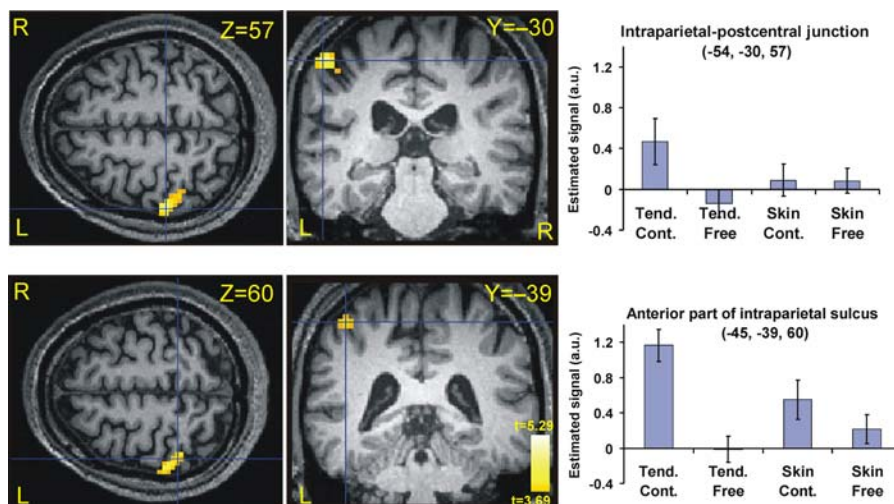 R
Z=57
L
Y=–30
L
R
Intraparietal-postcentral junction
(-54, -30, 57)
Estimated signal (a.u.)
1.2
0.8
0.4
0
-0.4
Tend. Tend. Skin Skin
Cont. Free Cont. Free
R
Z=60
L
Y=–39
L
t=5.29
t=3.69
Anterior part of intraparietal sulcus
(-45, -39, 60)
Estimated signal (a.u.)
1.2
0.8
0.4
0
Tend. Tend. Skin Skin
Cont. Free Cont. Free